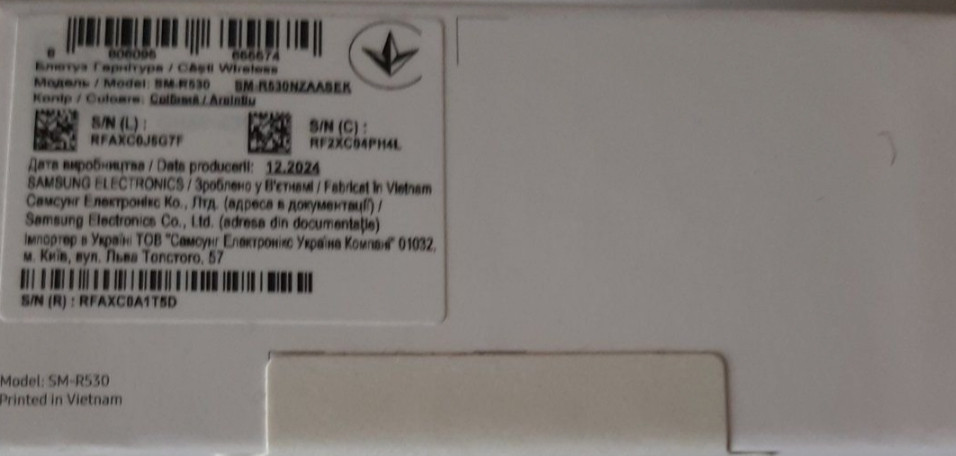 8 806095 666674
Блютуз Гарнітура / Căști Wireless
Модель / Model: SM-R530 SM-R530NZAASEK
Колір / Culoare: Срібний / Argintiu
S/N (L) :
RFAXC0J5G7F
S/N (C) :
RF2XC04PH4L
Дата виробництва / Data producerii: 12.2024
SAMSUNG ELECTRONICS / Зроблено у В'єтнамі / Fabricat în Vietnam
Самсунг Електронікс Ко., Лтд. (адреса в документації) /
Samsung Electronics Co., Ltd. (adresa din documentație)
Імпортер в Україні ТОВ "Самсунг Електронікс Україна Компані" 01032,
м. Київ, вул. Льва Толстого, 57
S/N (R) : RFAXC0A1T5D
Model: SM-R530
Printed in Vietnam